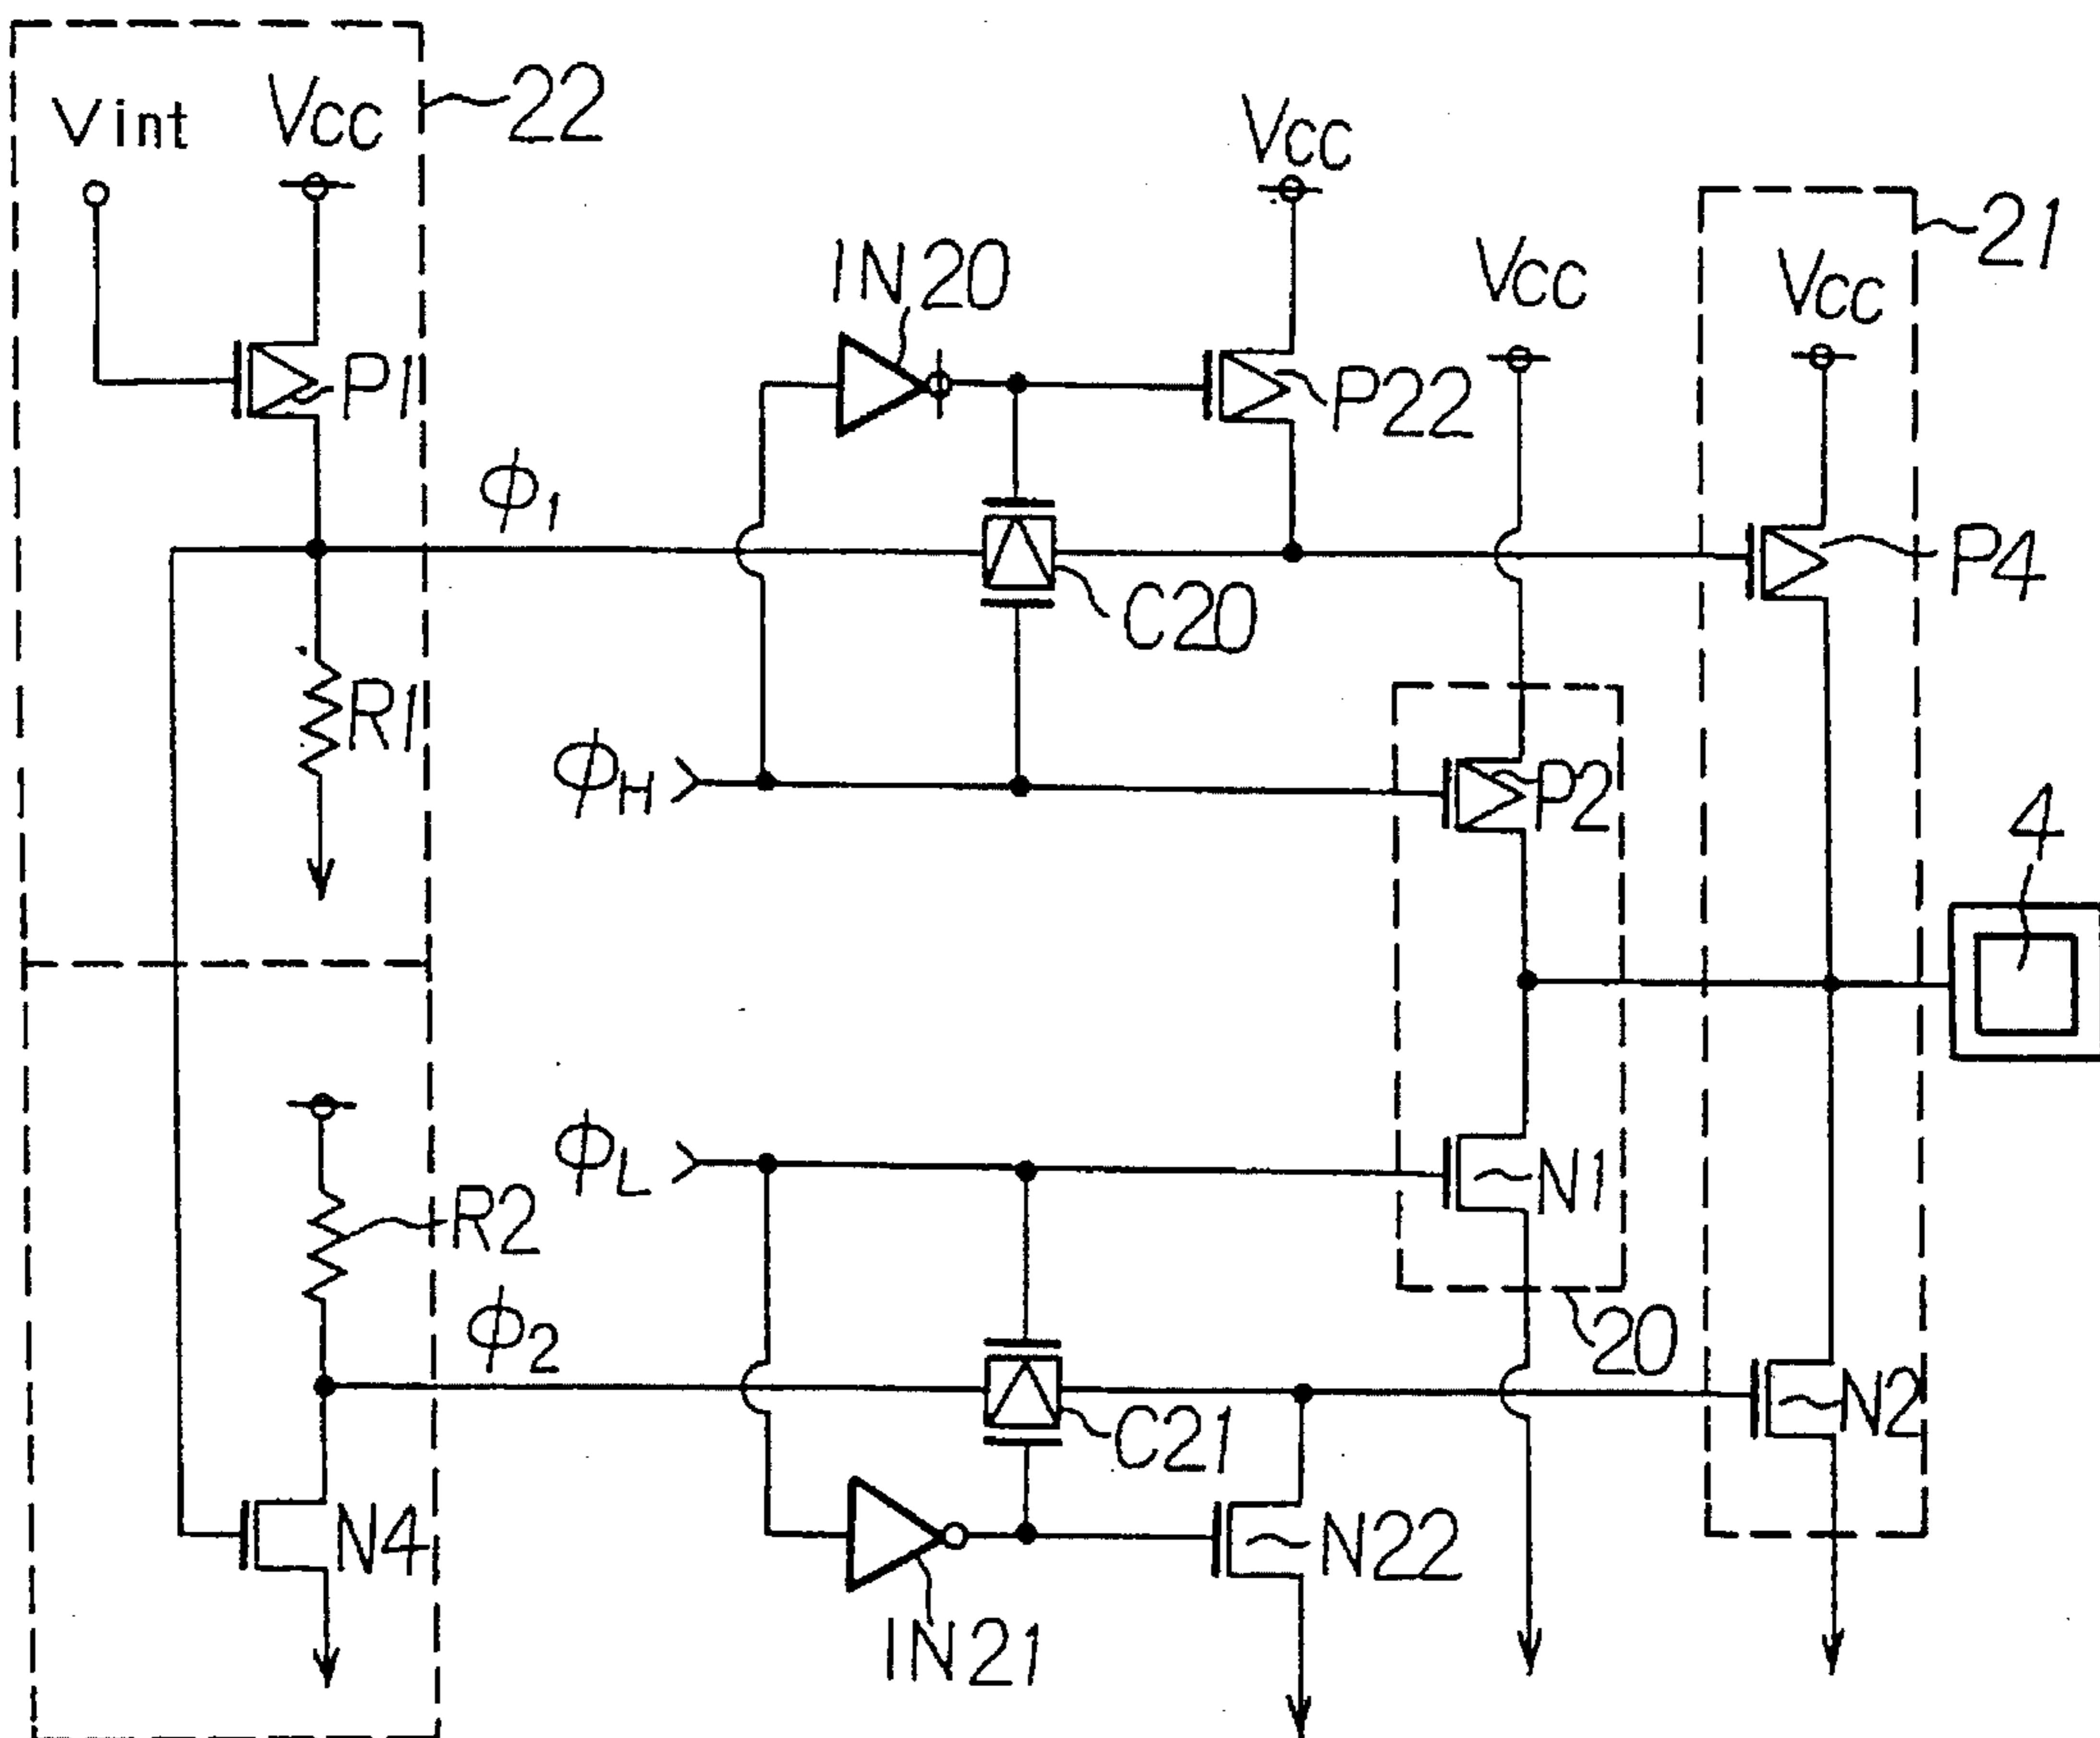 Vint
Vcc
22
Vcc
21
IN20
Vcc
Vcc
P1
P22
ϕ1
P4
C20
R1
ϕH
P2
4
ϕL
N1
R2
ϕ2
20
C21
N2
N4
N22
IN21